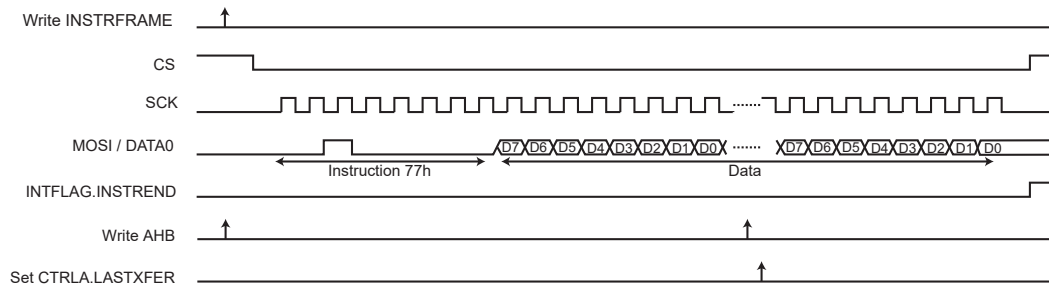 Write INSTRFRAME
CS
SCK
MOSI / DATA0
D7 D6 D5 D4 D3 D2 D1 D0 D7 D6 D5 D4 D3 D2 D1 D0
Instruction 77h
Data
INTFLAG.INSTREND
Write AHB
Set CTRLA.LASTXFER